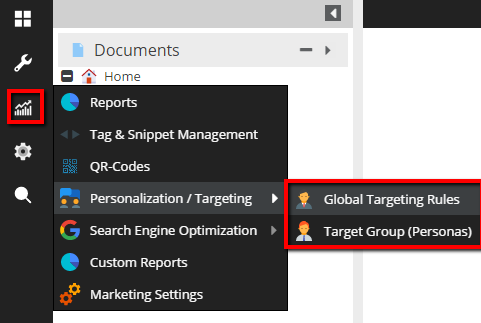 Documents
Home
Reports
Tag & Snippet Management
QR-Codes
Personalization / Targeting
Global Targeting Rules
Target Group (Personas)
Search Engine Optimization
Custom Reports
Marketing Settings